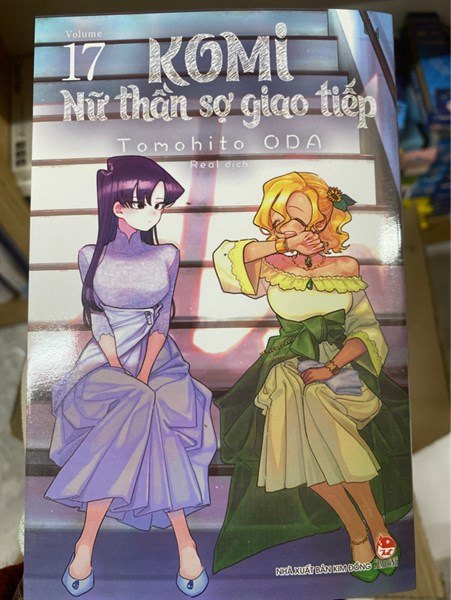 Volume
17
KOMi
Nữ thần sợ giao tiếp
Tomohito ODA
Real dịch
NHÀ XUẤT BẢN KIM ĐỒNG